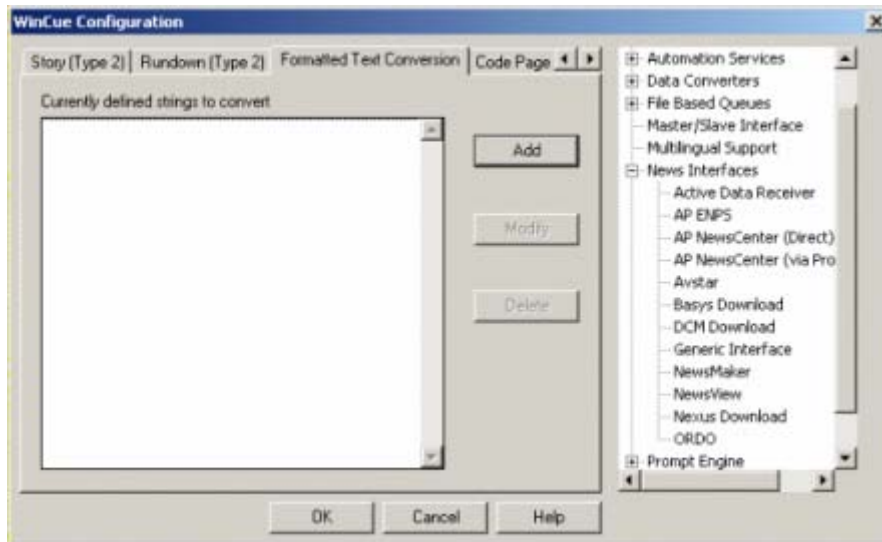 WinCue Configuration
Story (Type 2) Rundown (Type 2) Formatted Text Conversion Code Page
Currently defined strings to convert
Add
Modify
Delete
OK Cancel Help
Automation Services
Data Converters
File Based Queues
Master/Slave Interface
Multilingual Support
News Interfaces
Active Data Receiver
AP ENPS
AP NewsCenter (Direct)
AP NewsCenter (via Pro
Avstar
Basys Download
DCM Download
Generic Interface
NewsMaker
NewsView
Nexus Download
ORDO
Prompt Engine